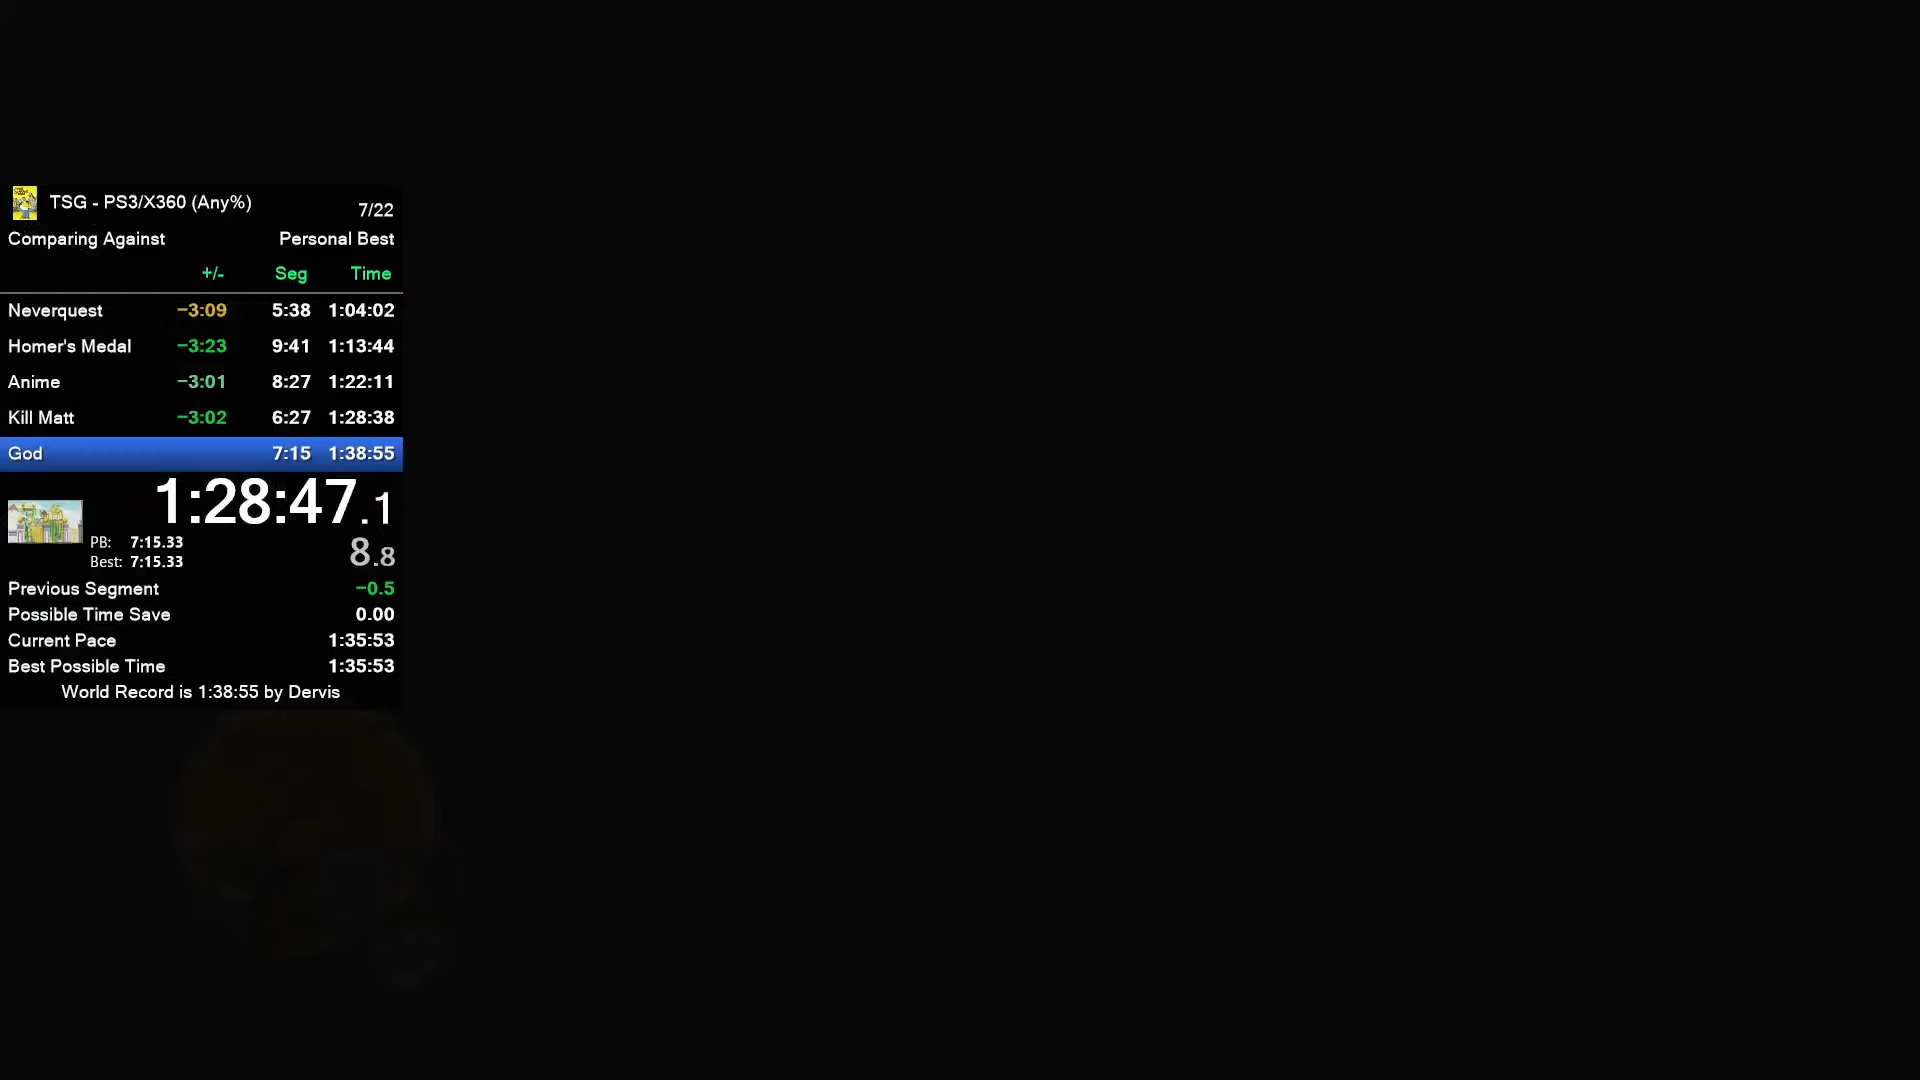 TSG - PS3/X360 (Any%)
7/22
Comparing Against Personal Best
+/- Seg Time
Neverquest −3:09 5:38 1:04:02
Homer's Medal −3:23 9:41 1:13:44
Anime −3:01 8:27 1:22:11
Kill Matt −3:02 6:27 1:28:38
God 7:15 1:38:55
1:28:47.1
PB: 7:15.33
8.8
Best: 7:15.33
Previous Segment −0.5
Possible Time Save 0.00
Current Pace 1:35:53
Best Possible Time 1:35:53
World Record is 1:38:55 by Dervis